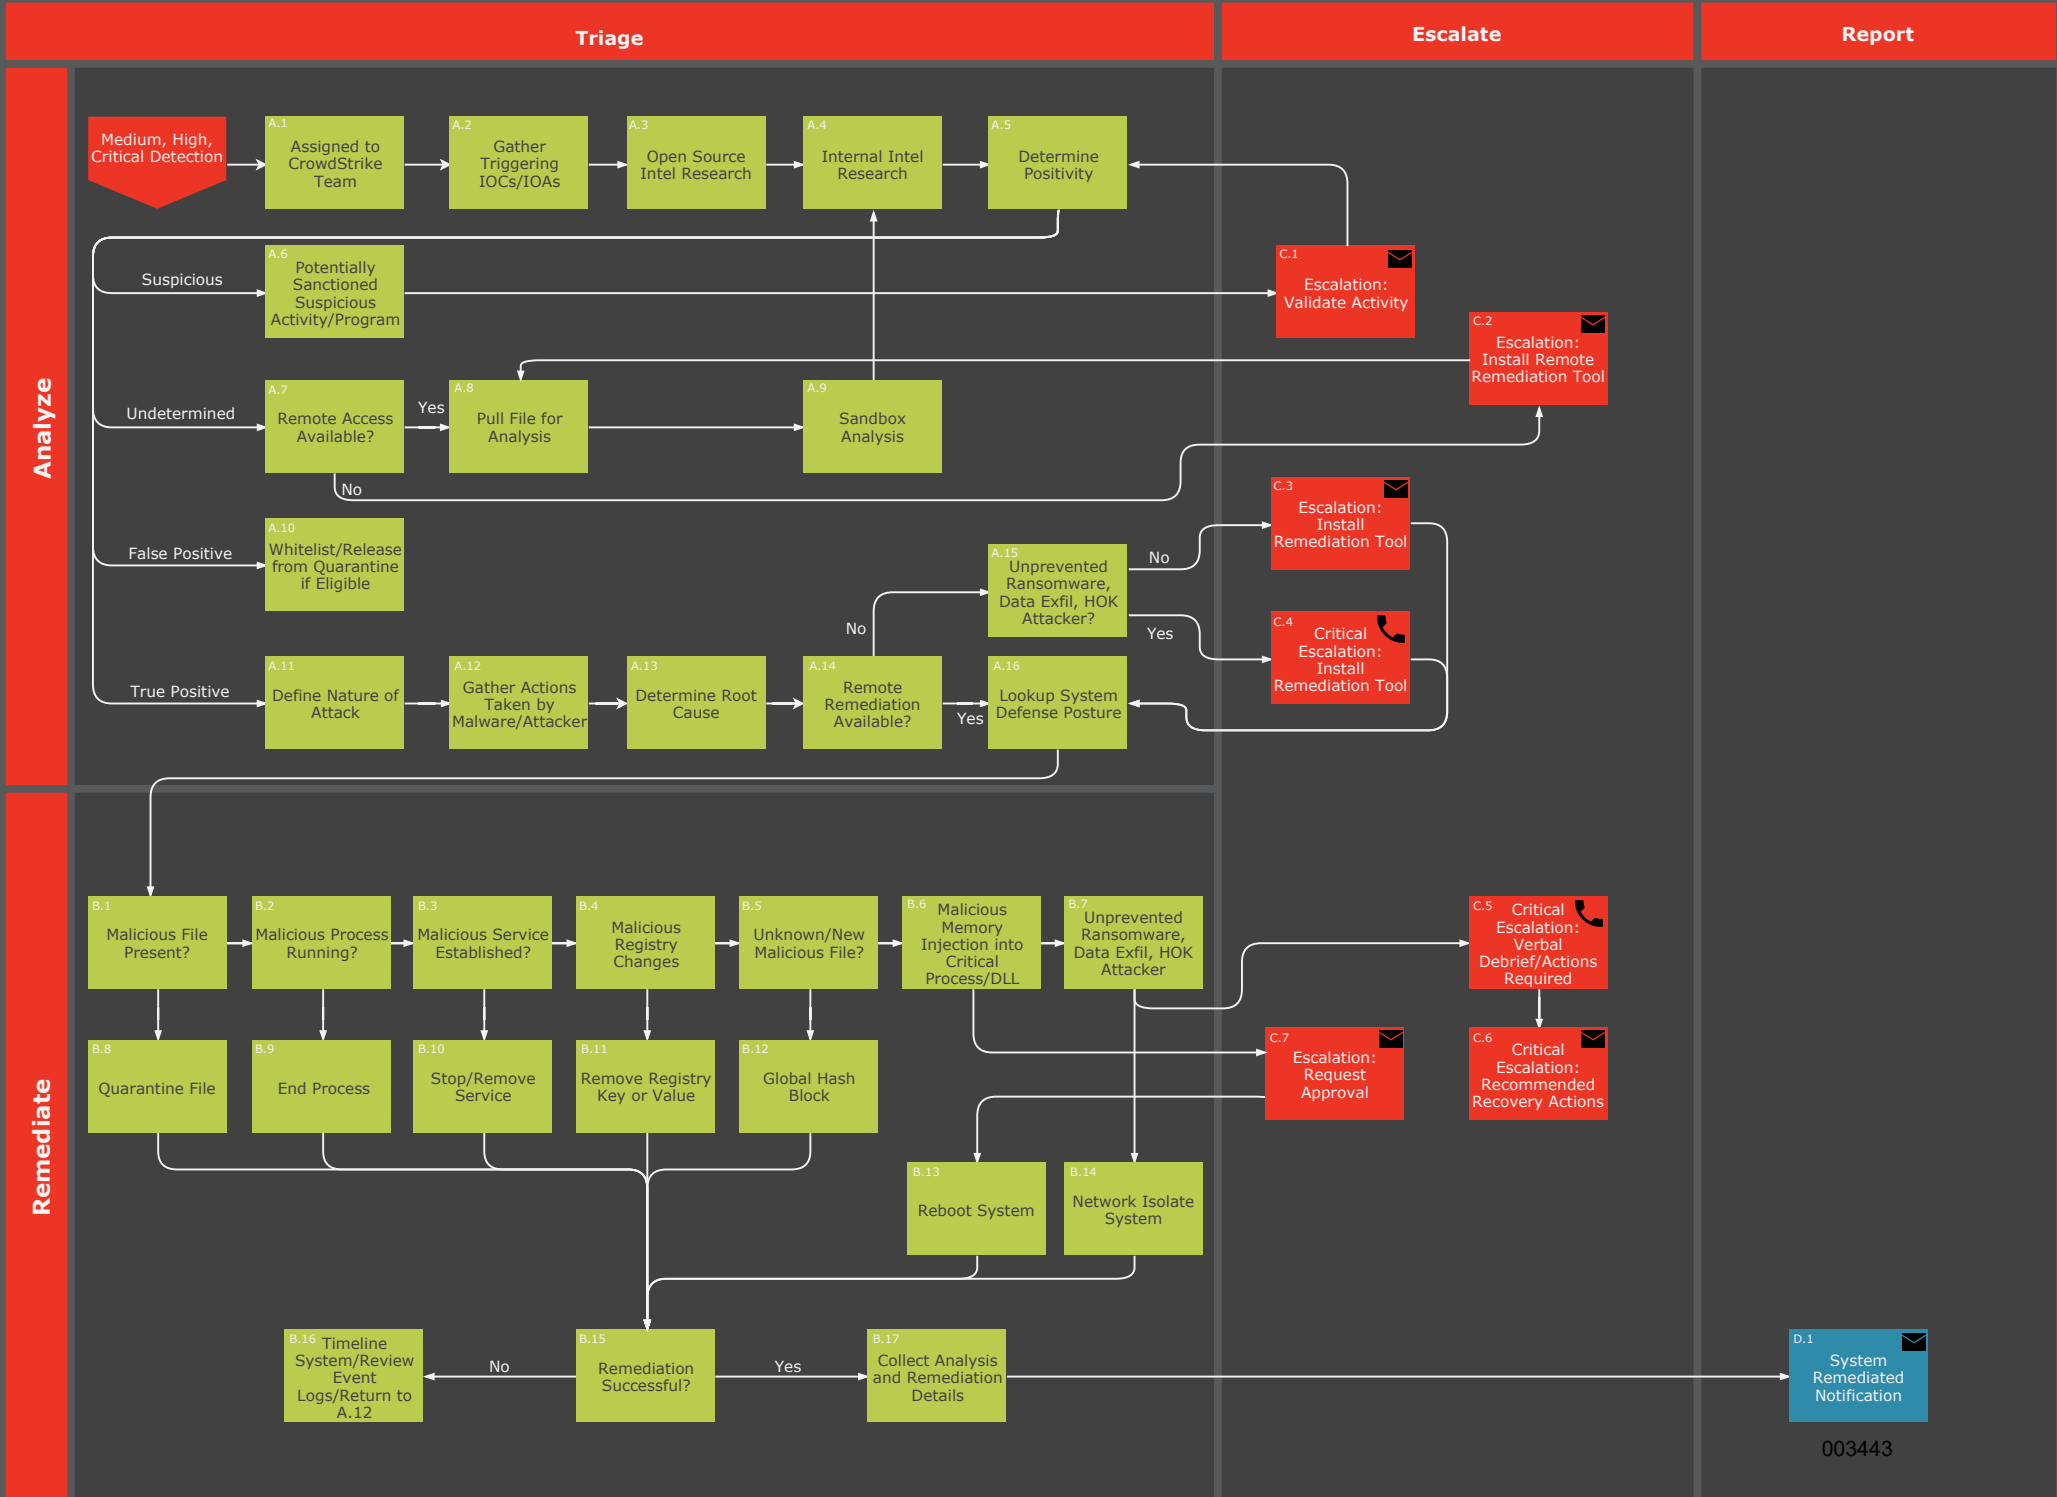 Triage
Escalate
Report
Analyze
Medium, High,
Critical Detection
A.1
Assigned to
CrowdStrike
Team
A.2
Gather
Triggering
IOCs/IOAs
A.3
Open Source
Intel Research
A.4
Internal Intel
Research
A.5
Determine
Positivity
Suspicious
A.6
Potentially
Sanctioned
Suspicious
Activity/Program
C.1
Escalation:
Validate Activity
C.2
Escalation:
Install Remote
Remediation Tool
Undetermined
A.7
Remote Access
Available?
Yes
No
A.8
Pull File for
Analysis
A.9
Sandbox
Analysis
False Positive
A.10
Whitelist/Release
from Quarantine
if Eligible
A.15
Unprevented
Ransomware,
Data Exfil, HOK
Attacker?
No
Yes
C.3
Escalation:
Install
Remediation Tool
C.4
Critical
Escalation:
Install
Remediation Tool
True Positive
A.11
Define Nature of
Attack
A.12
Gather Actions
Taken by
Malware/Attacker
A.13
Determine Root
Cause
A.14
Remote
Remediation
Available?
No
Yes
A.16
Lookup System
Defense Posture
Remediate
B.1
Malicious File
Present?
B.2
Malicious Process
Running?
B.3
Malicious Service
Established?
B.4
Malicious
Registry
Changes
B.5
Unknown/New
Malicious File?
B.6
Malicious
Memory
Injection into
Critical
Process/DLL
B.7
Unprevented
Ransomware,
Data Exfil, HOK
Attacker
C.5
Critical
Escalation:
Verbal
Debrief/Actions
Required
B.8
Quarantine File
B.9
End Process
B.10
Stop/Remove
Service
B.11
Remove Registry
Key or Value
B.12
Global Hash
Block
C.7
Escalation:
Request
Approval
C.6
Critical
Escalation:
Recommended
Recovery Actions
B.13
Reboot System
B.14
Network Isolate
System
B.16
Timeline
System/Review
Event
Logs/Return to
A.12
No
B.15
Remediation
Successful?
Yes
B.17
Collect Analysis
and Remediation
Details
D.1
System
Remediated
Notification
003443